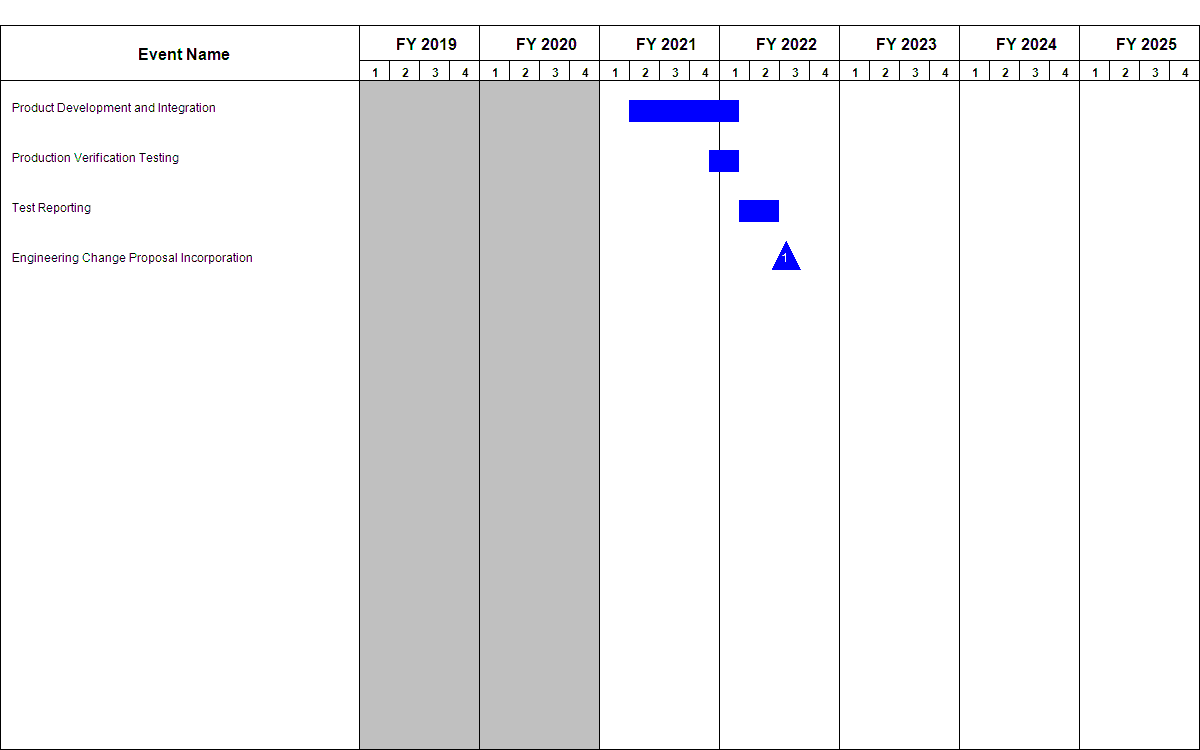 Event Name FY 2019 FY 2020 FY 2021 FY 2022 FY 2023 FY 2024 FY 2025
1 2 3 4 1 2 3 4 1 2 3 4 1 2 3 4 1 2 3 4 1 2 3 4 1 2 3 4
Product Development and Integration
Production Verification Testing
Test Reporting
Engineering Change Proposal Incorporation 1